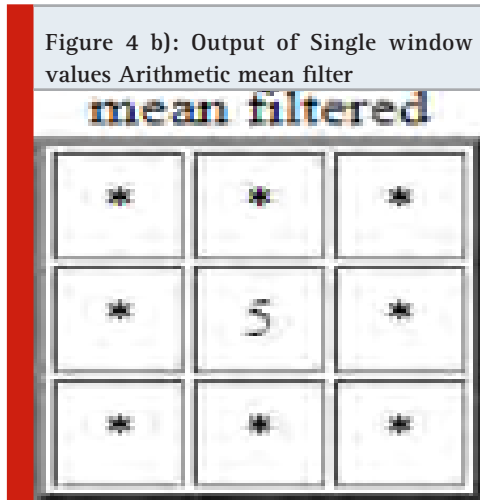 Figure 4 b): Output of Single window
values Arithmetic mean filter
mean filtered
* * *
* 5 *
* * *